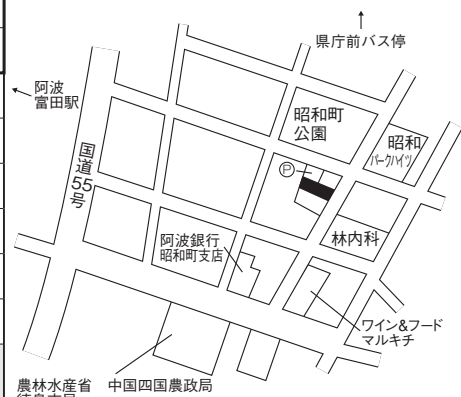 県庁前バス停
阿波
富田駅
昭和町
公園
昭和
パークハイツ
Ⓟ
国道55号
林内科
阿波銀行
昭和町支店
ワイン&フード
マルキチ
農林水産省
中国四国農政局